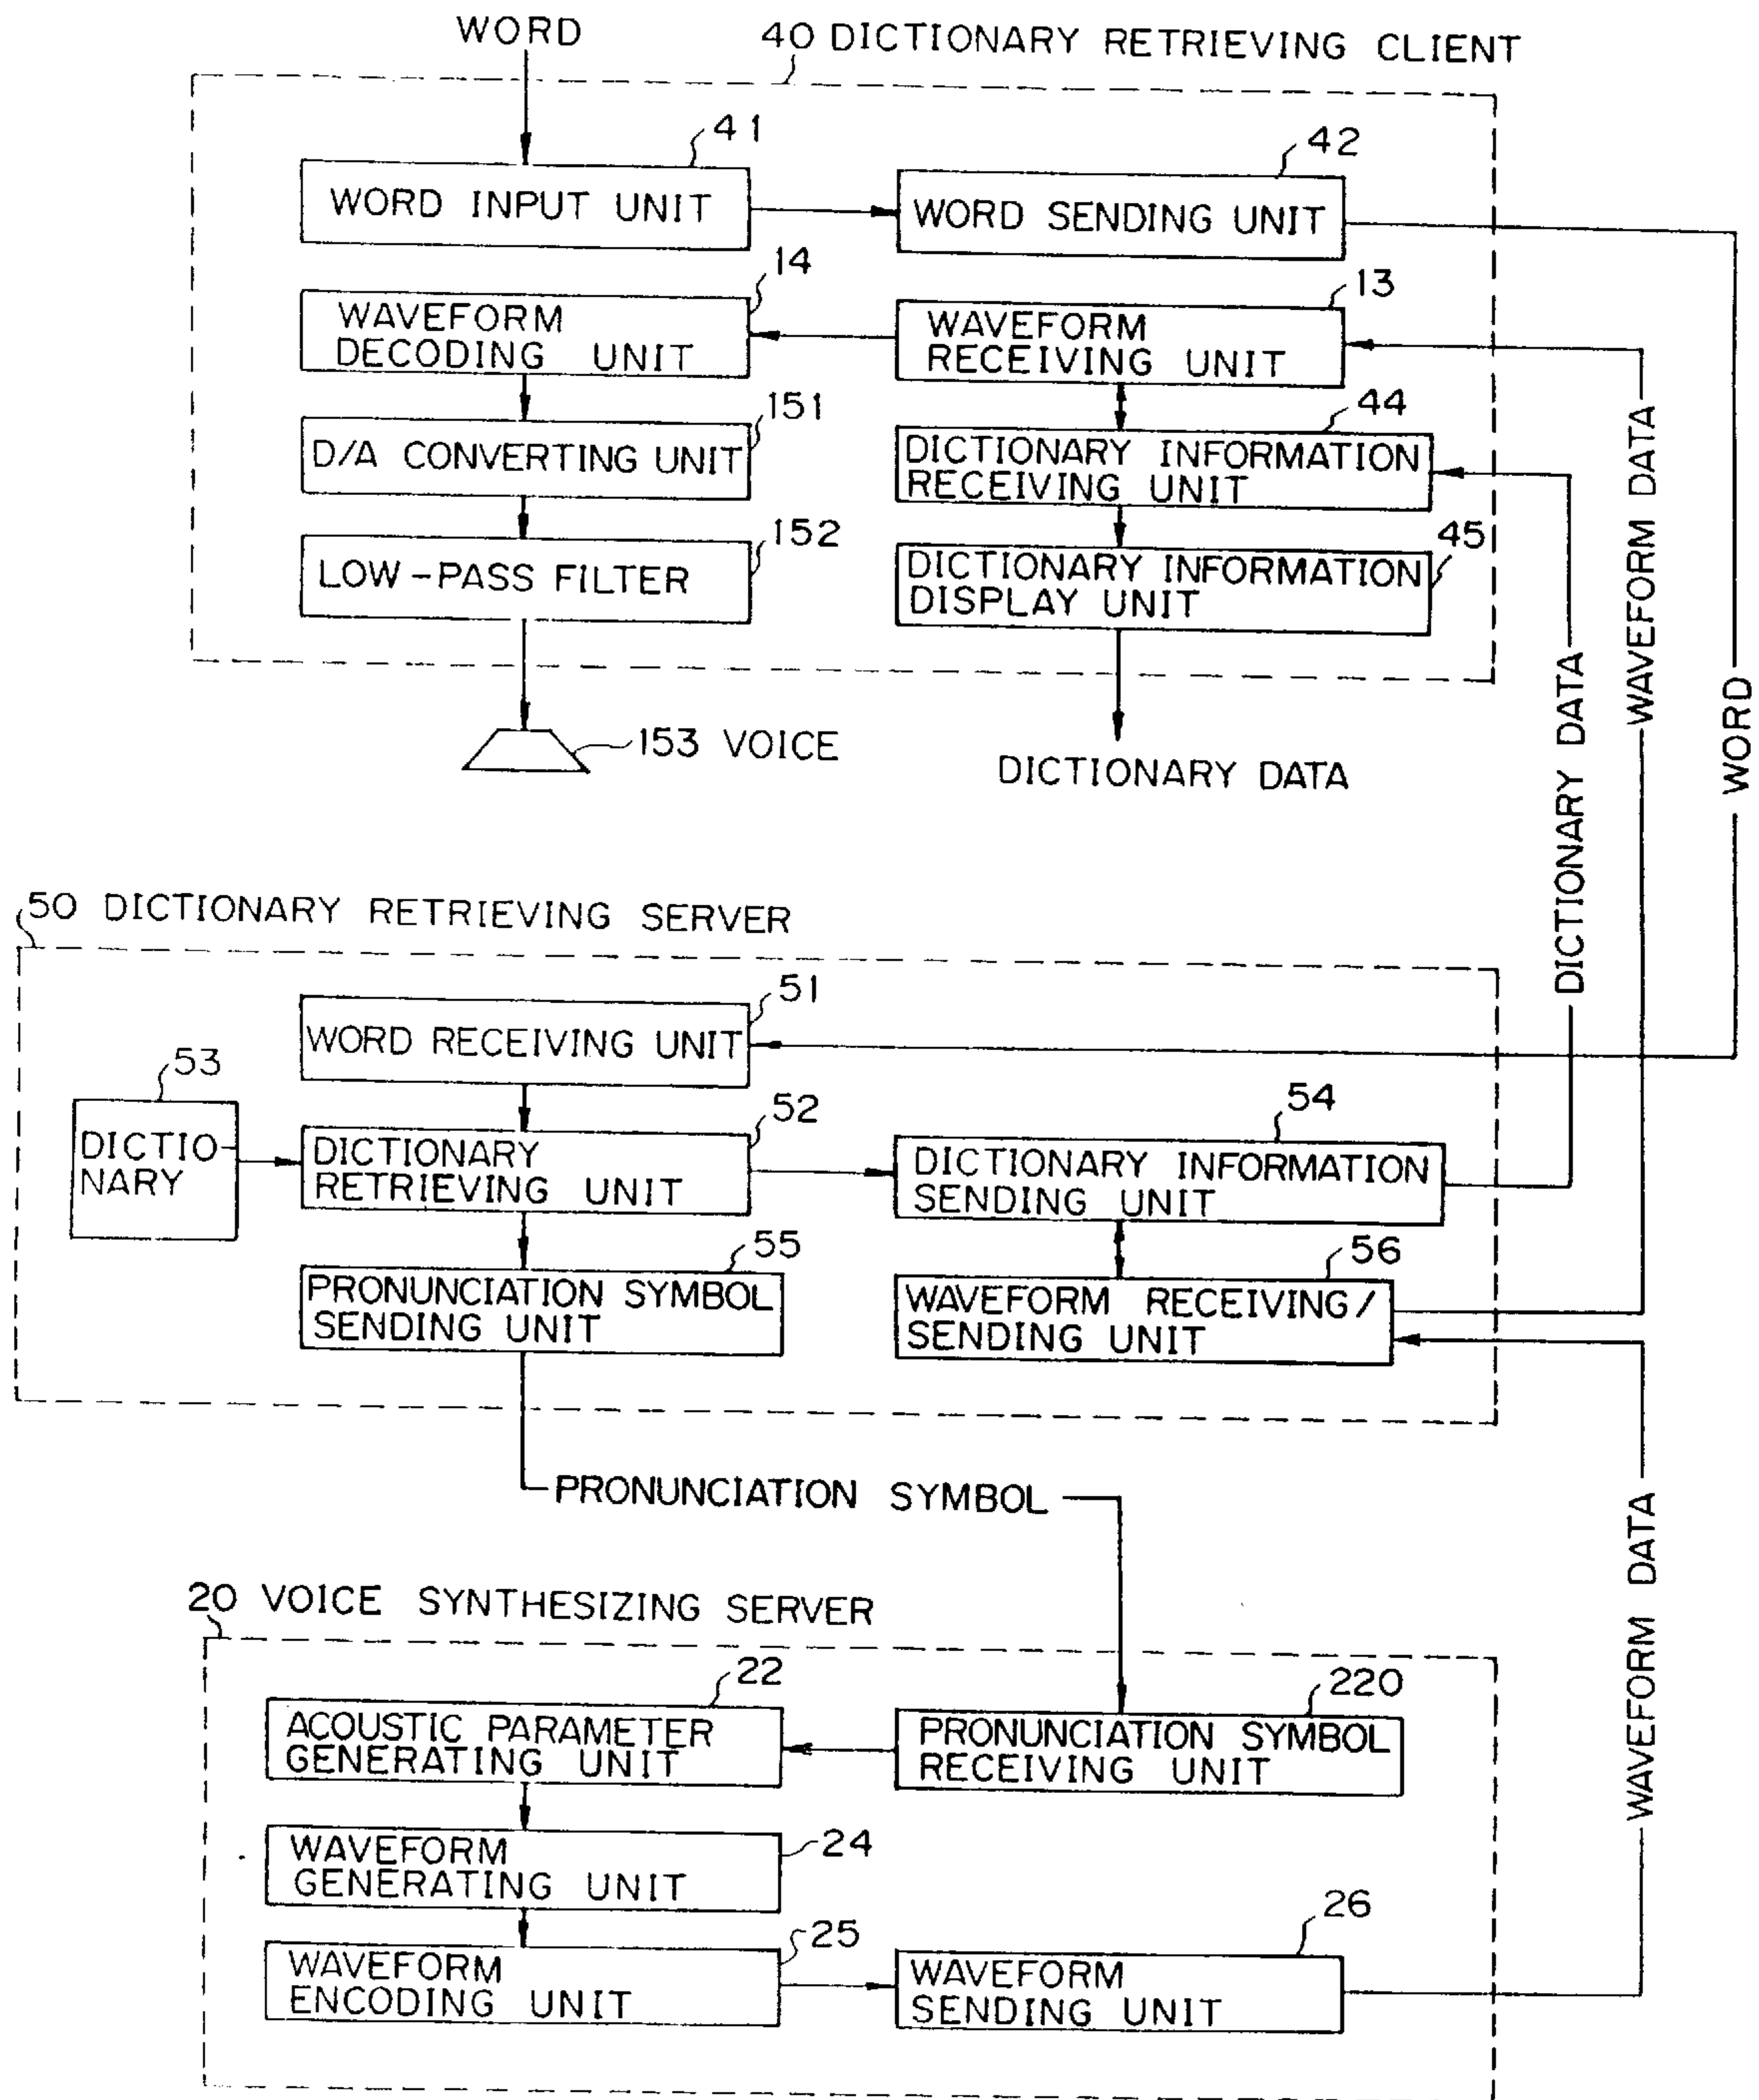 WORD
40 DICTIONARY RETRIEVING CLIENT
41
WORD INPUT UNIT
42
WORD SENDING UNIT
14
WAVEFORM
DECODING UNIT
13
WAVEFORM
RECEIVING UNIT
151
D/A CONVERTING UNIT
44
DICTIONARY INFORMATION
RECEIVING UNIT
152
LOW-PASS FILTER
45
DICTIONARY INFORMATION
DISPLAY UNIT
153 VOICE
DICTIONARY DATA
DICTIONARY DATA
WAVEFORM DATA
WORD
50 DICTIONARY RETRIEVING SERVER
51
WORD RECEIVING UNIT
53
DICTIO-
NARY
52
DICTIONARY
RETRIEVING UNIT
54
DICTIONARY INFORMATION
SENDING UNIT
55
PRONUNCIATION SYMBOL
SENDING UNIT
56
WAVEFORM RECEIVING/
SENDING UNIT
PRONUNCIATION SYMBOL
WAVEFORM DATA
20 VOICE SYNTHESIZING SERVER
22
ACOUSTIC PARAMETER
GENERATING UNIT
220
PRONUNCIATION SYMBOL
RECEIVING UNIT
24
WAVEFORM
GENERATING UNIT
25
WAVEFORM
ENCODING UNIT
26
WAVEFORM
SENDING UNIT